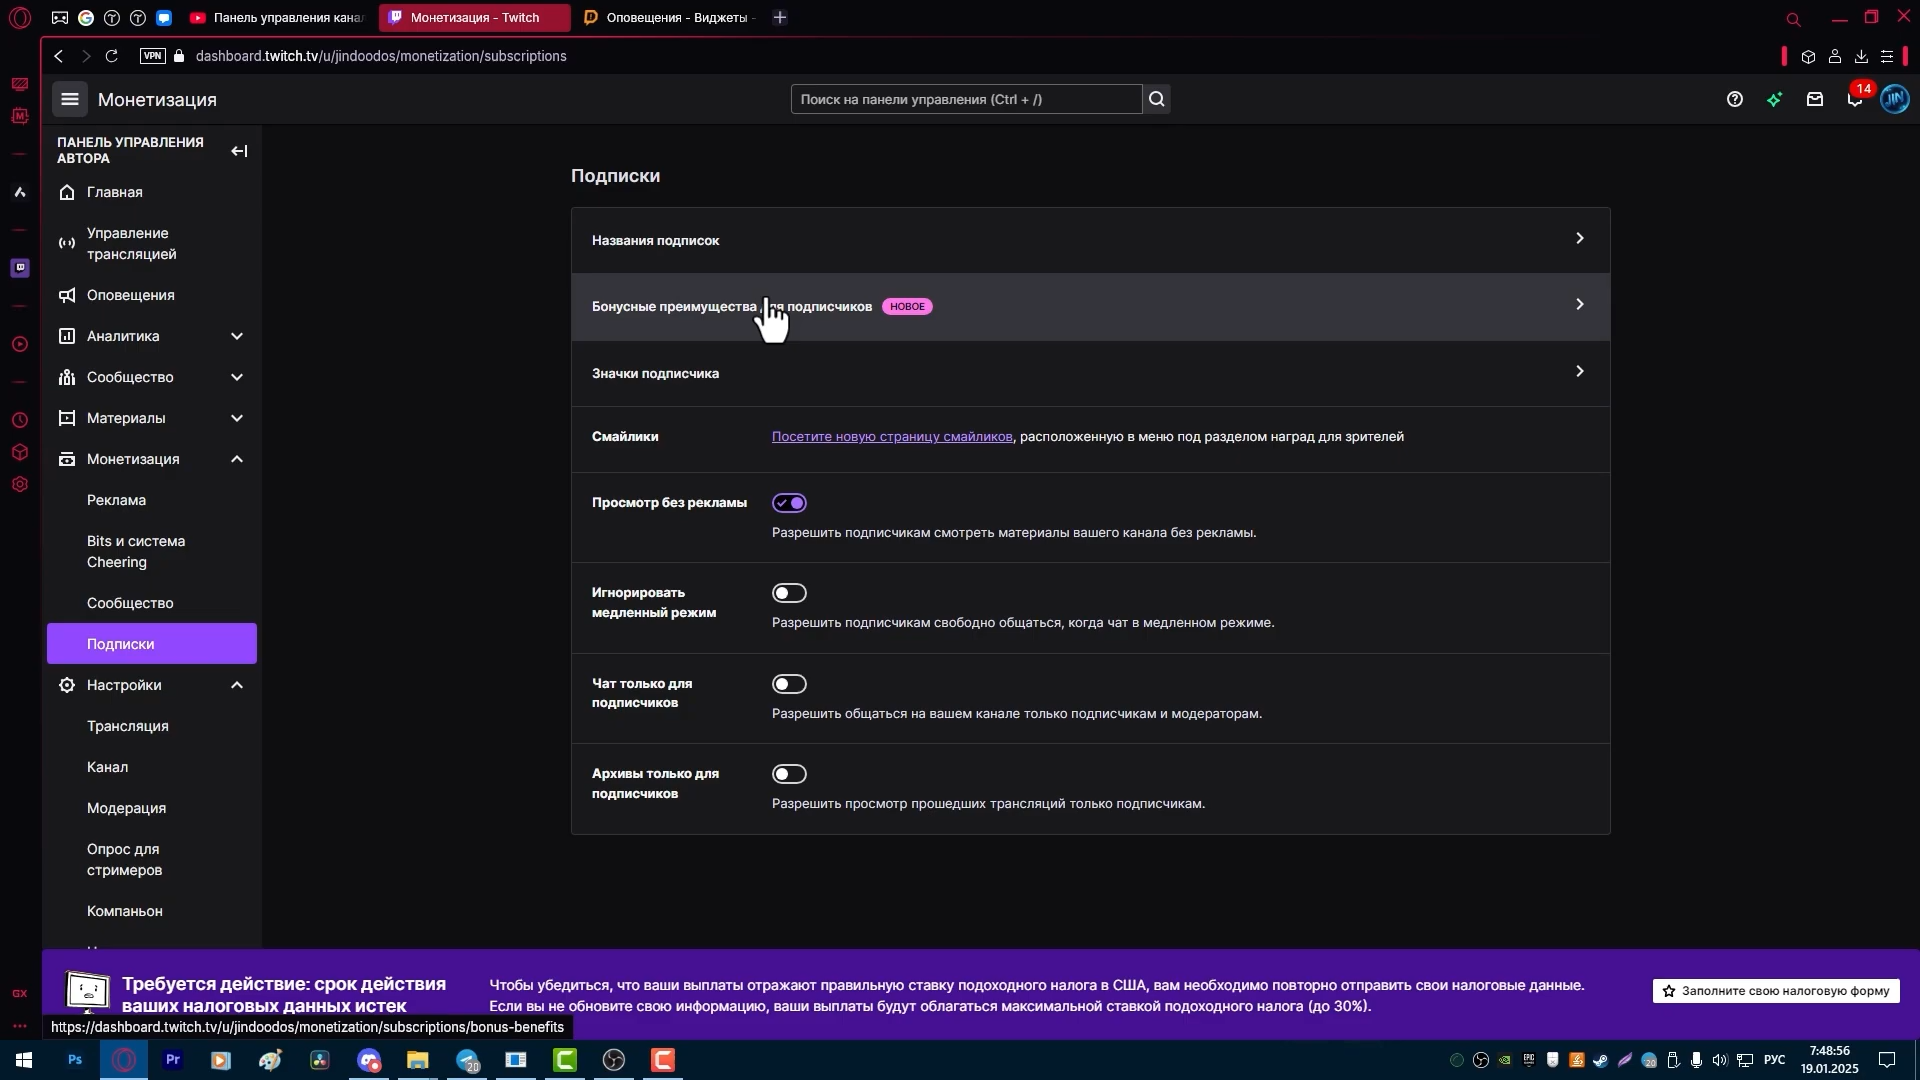 Панель управления кана
Монетизация - Twitch
Оповещения - Виджеты -
VPN
dashboard.twitch.tv/u/jindoodos/monetization/subscriptions
Монетизация
Поиск на панели управления (Ctrl + /)
14
JIN
ПАНЕЛЬ УПРАВЛЕНИЯ
АВТОРА
Главная
Управление
трансляцией
Оповещения
Аналитика
Сообщество
Материалы
Монетизация
Реклама
Bits и система
Cheering
Сообщество
Подписки
Настройки
Трансляция
Канал
Модерация
Опрос для
стримеров
Компаньон
Подписки
Названия подписок
Бонусные преимущества для подписчиков НОВОЕ
Значки подписчика
Смайлики
Посетите новую страницу смайликов, расположенную в меню под разделом наград для зрителей
Просмотр без рекламы
Разрешить подписчикам смотреть материалы вашего канала без рекламы.
Игнорировать
медленный режим
Разрешить подписчикам свободно общаться, когда чат в медленном режиме.
Чат только для
подписчиков
Разрешить общаться на вашем канале только подписчикам и модераторам.
Архивы только для
подписчиков
Разрешить просмотр прошедших трансляций только подписчикам.
Требуется действие: срок действия
ваших налоговых данных истек
Чтобы убедиться, что ваши выплаты отражают правильную ставку подоходного налога в США, вам необходимо повторно отправить свои налоговые данные.
Если вы не обновите свою информацию, ваши выплаты будут облагаться максимальной ставкой подоходного налога (до 30%).
Заполните свою налоговую форму
GX
https://dashboard.twitch.tv/u/jindoodos/monetization/subscriptions/bonus-benefits
Ps
Pr
20
EPIC
20
РУС
7:48:56
19.01.2025